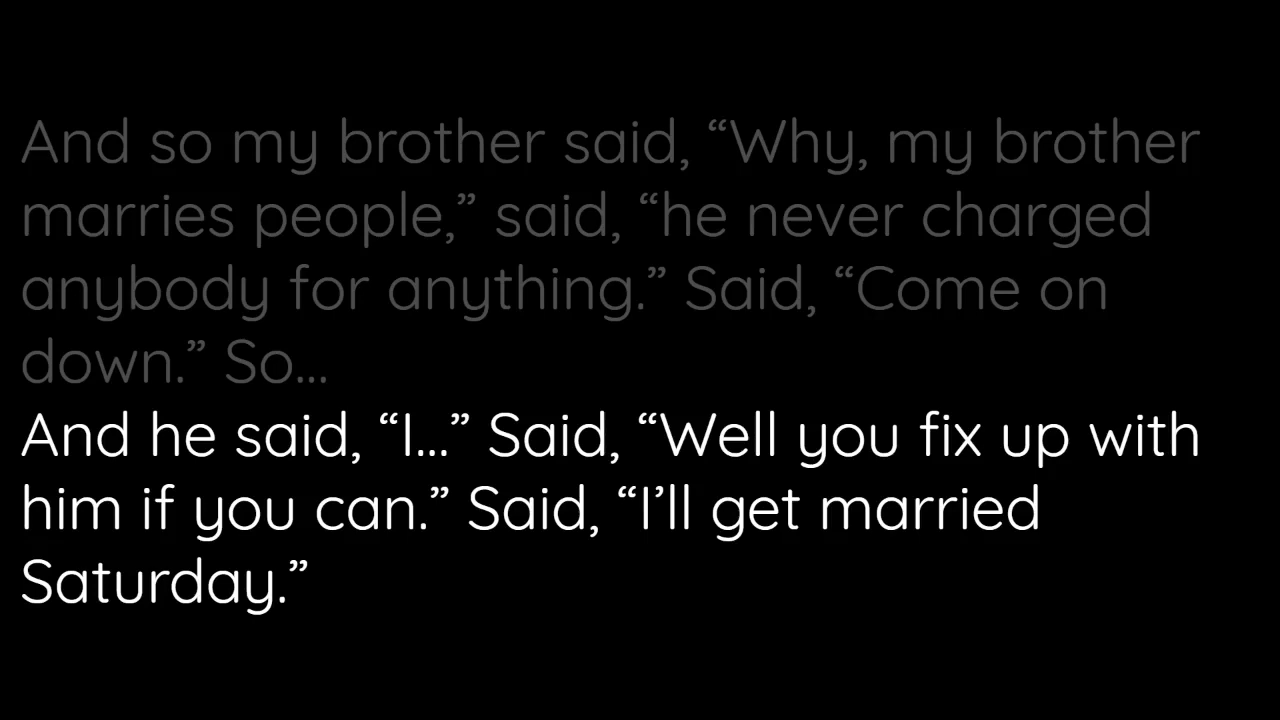 And so my brother said, “Why, my brother
marries people,” said, “he never charged
anybody for anything.” Said, “Come on
down.” So...
And he said, “I...” Said, “Well you fix up with
him if you can.” Said, “I’ll get married
Saturday.”